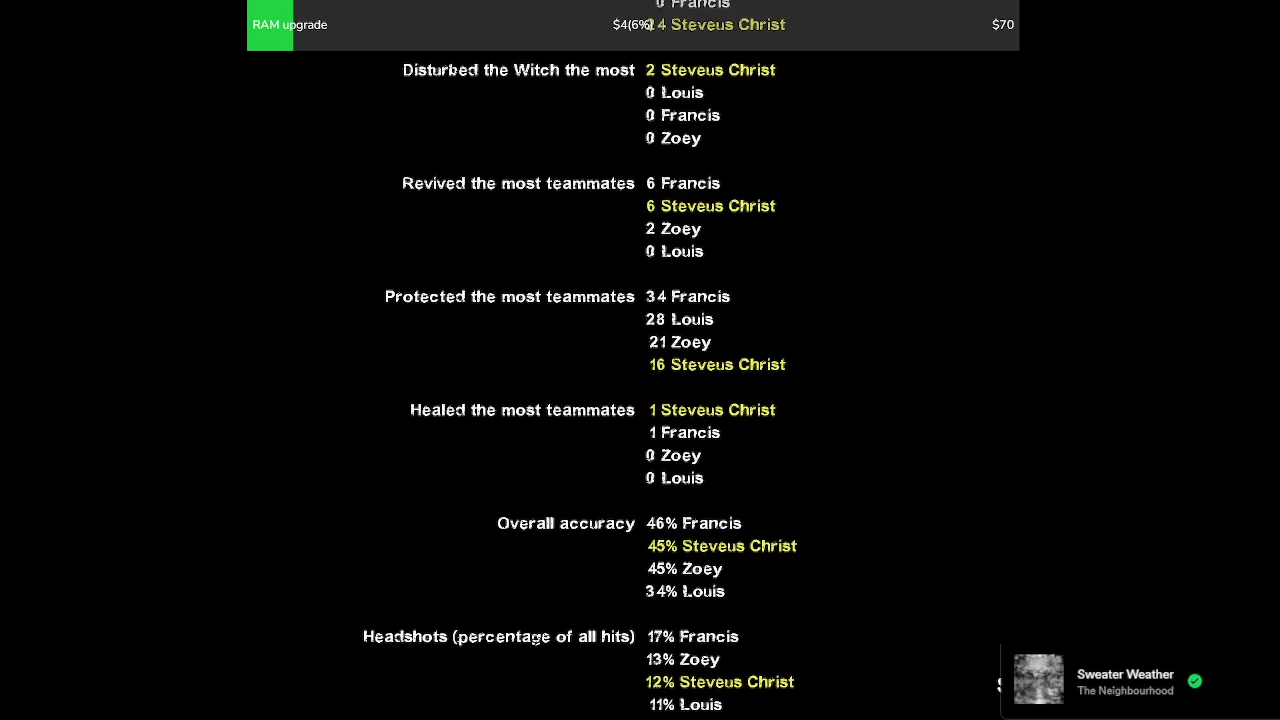 0 Francis
RAM upgrade $4(6%) 24 Steveus Christ $70
Disturbed the Witch the most 2 Steveus Christ
0 Louis
0 Francis
0 Zoey
Revived the most teammates 6 Francis
6 Steveus Christ
2 Zoey
0 Louis
Protected the most teammates 34 Francis
28 Louis
21 Zoey
16 Steveus Christ
Healed the most teammates 1 Steveus Christ
1 Francis
0 Zoey
0 Louis
Overall accuracy 46% Francis
45% Steveus Christ
45% Zoey
34% Louis
Headshots (percentage of all hits) 17% Francis
13% Zoey
12% Steveus Christ
11% Louis
Sweater Weather
The Neighbourhood